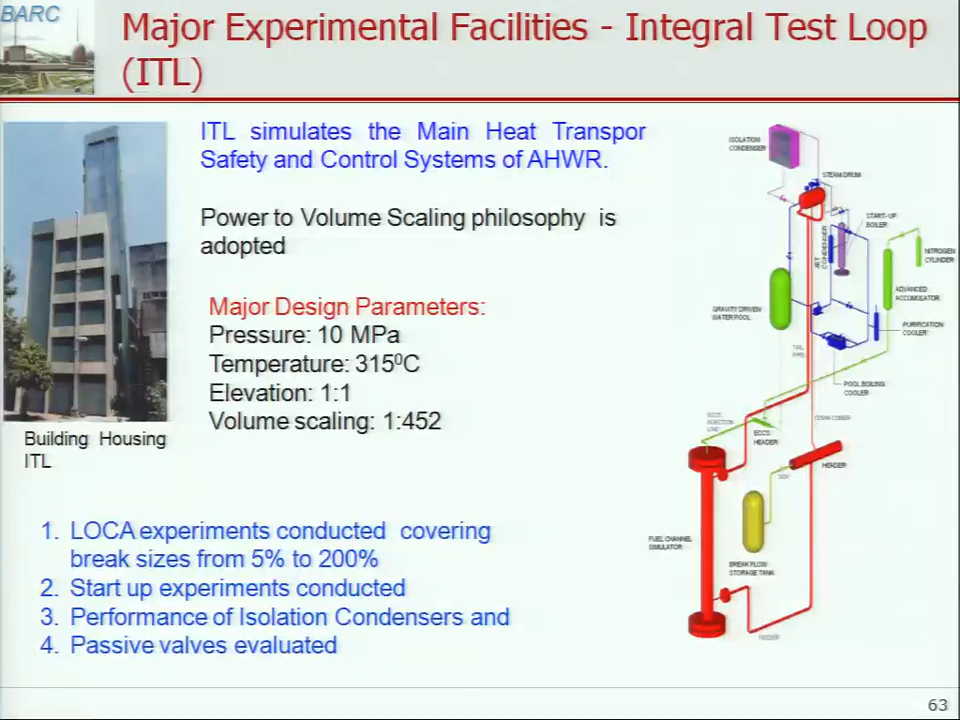 BARC
Major Experimental Facilities - Integral Test Loop
(ITL)
ITL simulates the Main Heat Transpor
Safety and Control Systems of AHWR.
Power to Volume Scaling philosophy is
adopted
Major Design Parameters:
Pressure: 10 MPa
Temperature: 315⁰C
Elevation: 1:1
Volume scaling: 1:452
Building Housing
ITL
1. LOCA experiments conducted covering
break sizes from 5% to 200%
2. Start up experiments conducted
3. Performance of Isolation Condensers and
4. Passive valves evaluated
ISOLATION
CONDENSER
STEAM DRUM
START-UP
BOILER
JET
CONDENSER
NITROGEN
CYLINDER
ADVANCED
ACCUMULATOR
GRAVITY DRIVEN
WATER POOL
PURIFICATION
COOLER
TAIL
PIPE
POOL BOILING
COOLER
ECCS
INJECTION
LINE
DOWN COMER
ECCS
HEADER
HEADER
FUEL CHANNEL
SIMULATOR
BREAK FLOW
STORAGE TANK
FEEDER
63